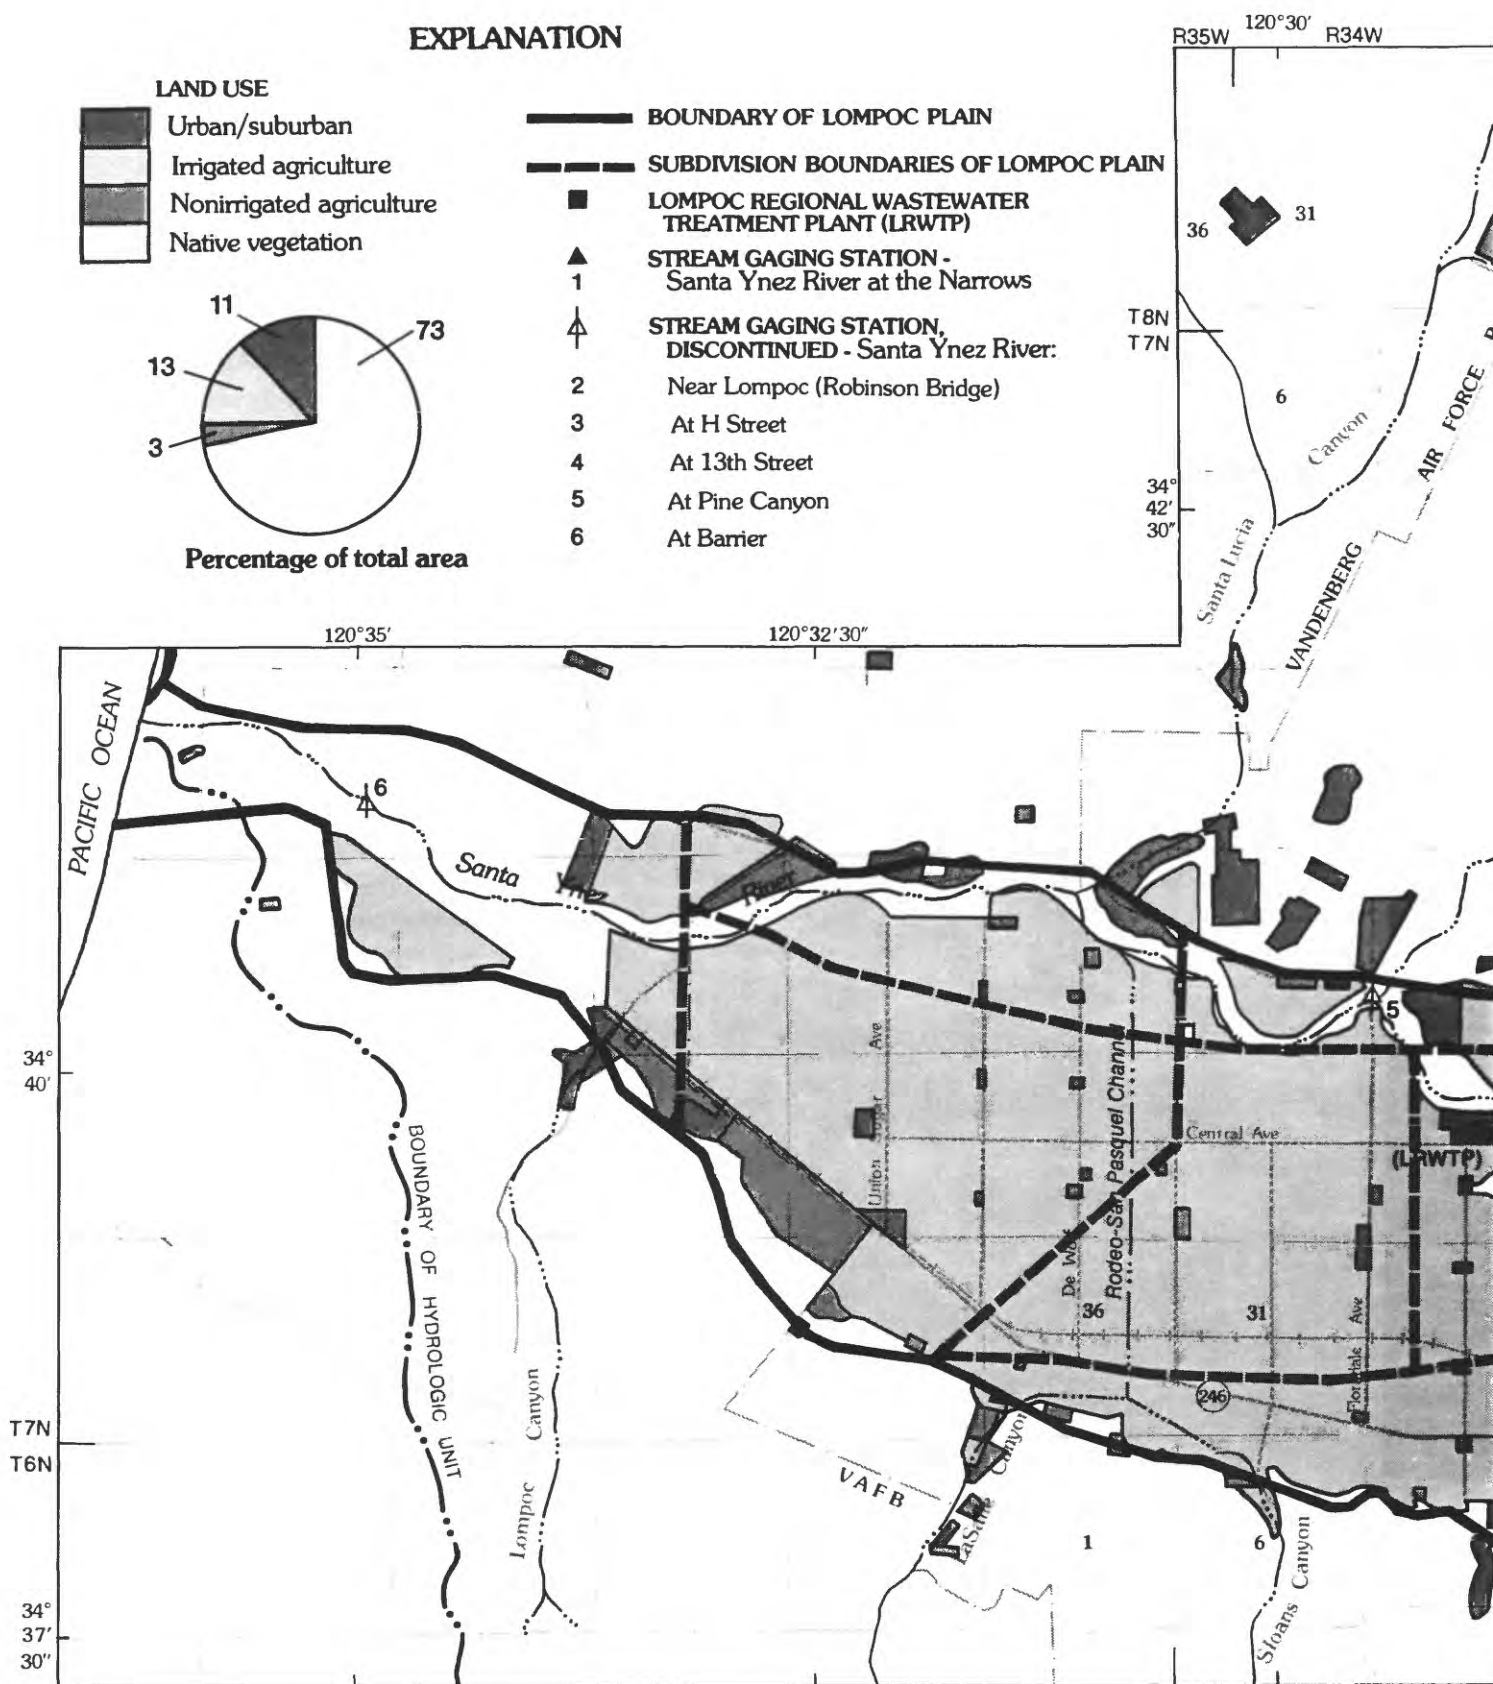 EXPLANATION
LAND USE
Urban/suburban
Irrigated agriculture
Nonirrigated agriculture
Native vegetation
11
73
13
3
Percentage of total area
BOUNDARY OF LOMPOC PLAIN
SUBDIVISION BOUNDARIES OF LOMPOC PLAIN
LOMPOC REGIONAL WASTEWATER
TREATMENT PLANT (LRWTP)
STREAM GAGING STATION -
1 Santa Ynez River at the Narrows
STREAM GAGING STATION,
DISCONTINUED - Santa Ynez River:
2 Near Lompoc (Robinson Bridge)
3 At H Street
4 At 13th Street
5 At Pine Canyon
6 At Barrier
120°30'
R35W R34W
36 31
T8N
T7N
6
34°
42'
30"
Santa Lucia Canyon
VANDENBERG AIR FORCE
120°35' 120°32'30"
PACIFIC OCEAN
6
Santa Ynez River
5
34°
40'
Union Sugar Ave
De Wolf
Rodeo-San Pasquel Channel
Central Ave
(LRWTP)
BOUNDARY OF HYDROLOGIC UNIT
36 31
Floradale Ave
246
Lompoc Canyon
T7N
T6N
VAFB
LaSalle Canyon
1 6
Sloans Canyon
34°
37'
30"